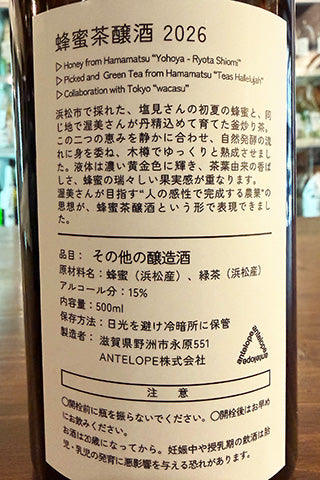 蜂蜜茶醸酒 2026
▷Honey from Hamamatsu "Yohoya - Ryota Shiomi"
▷Picked and Green Tea from Hamamatsu "Teas Hallelujah"
▷Collaboration with Tokyo "wacasu"
浜松市で採れた、塩見さんの初夏の蜂蜜と、同
じ地で渥美さんが丹精込めて育てた釜炒り茶。
この二つの恵みを静かに合わせ、自然発酵の流
れに身を委ね、木樽でゆっくりと熟成させまし
た。液体は濃い黄金色に輝き、茶葉由来の香ば
しさ、蜂蜜の瑞々しい果実感が重なります。
渥美さんが目指す“人の感性で完成する農業”の
思想が、蜂蜜茶醸酒という形で表現できまし
た。
品目：その他の醸造酒
原材料名：蜂蜜（浜松産）、緑茶（浜松産）
アルコール分：15%
内容量：500ml
保存方法：日光を避け冷暗所に保管
製造者：滋賀県野洲市永原551
ANTELOPE株式会社
antelope antelope antelope
注 意
〇開栓前に瓶を振らないでください。〇開栓後はお早め
にお飲みください。
お酒は20歳になってから。妊娠中や授乳期の飲酒は胎
児・乳児の発育に悪影響を与える恐れがあります。